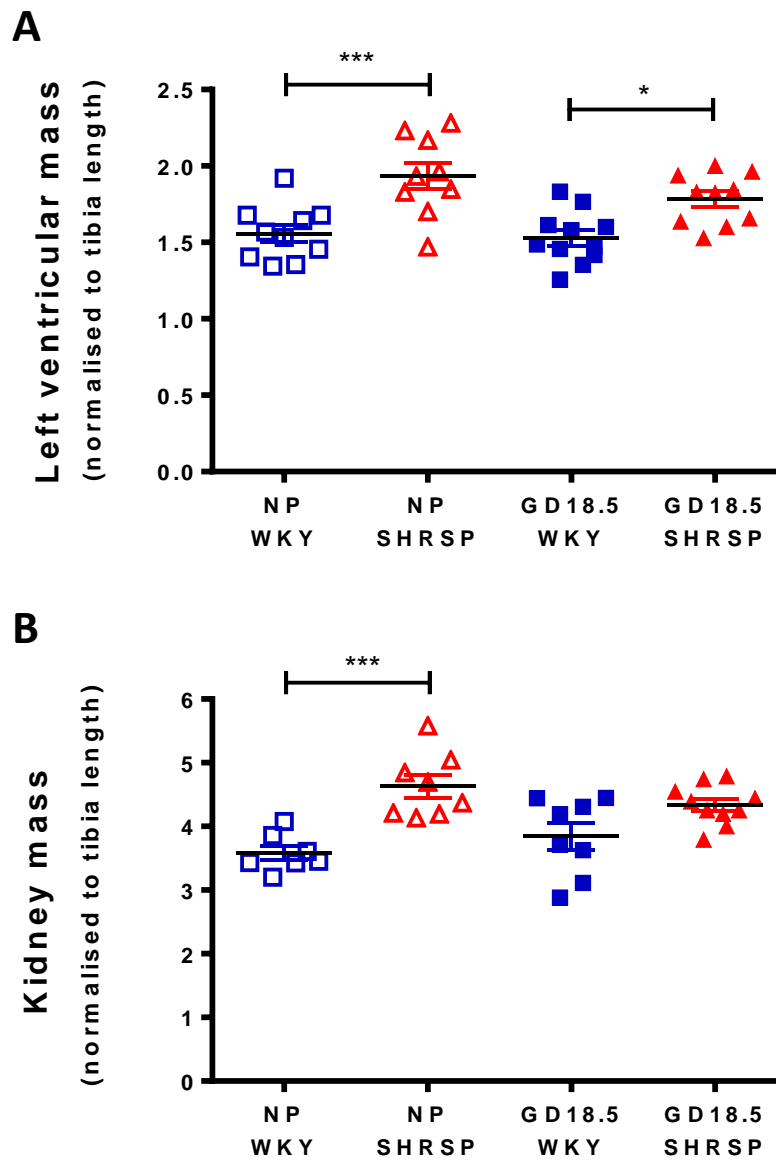 A
Left ventricular mass
(normalised to tibia length)
***
*
2.5
2.0
1.5
1.0
0.5
0.0
NP
WKY
NP
SHRSP
GD18.5
WKY
GD18.5
SHRSP
B
Kidney mass
(normalised to tibia length)
***
6
5
4
3
2
1
0
NP
WKY
NP
SHRSP
GD18.5
WKY
GD18.5
SHRSP